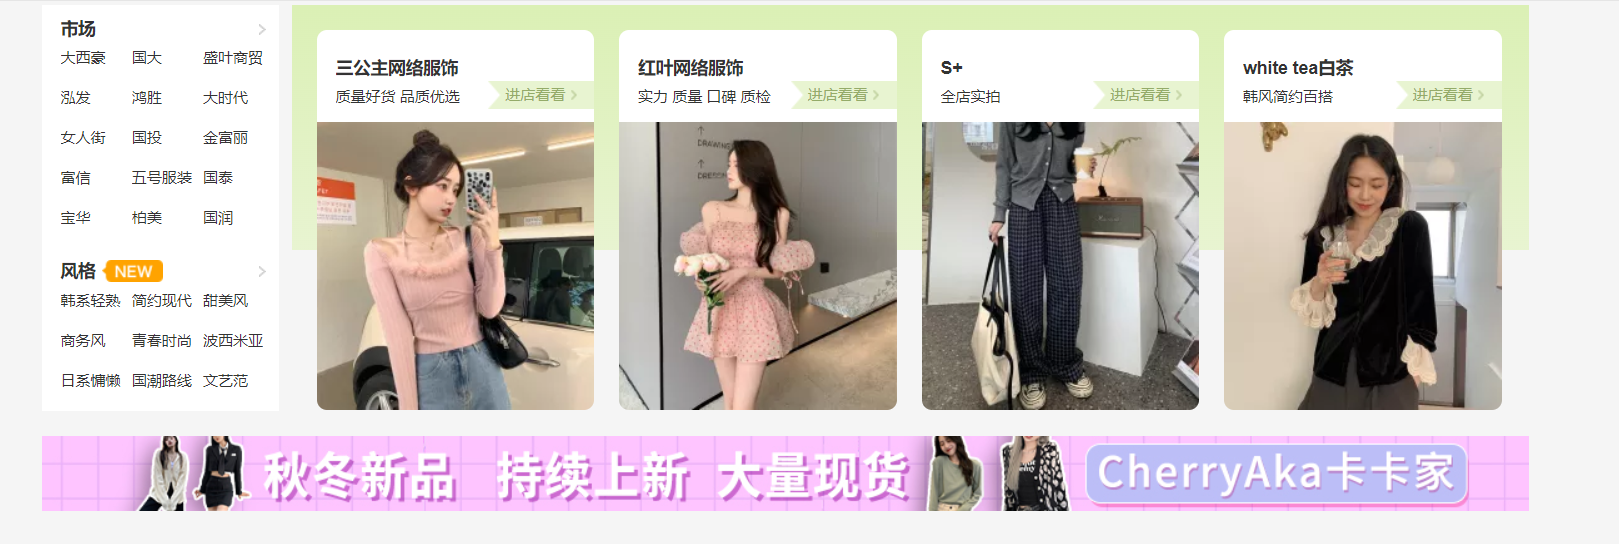 市场
大西豪 国大 盛叶商贸
泓发 鸿胜 大时代
女人街 国投 金富丽
富信 五号服装 国泰
宝华 柏美 国润
风格 NEW
韩系轻熟 简约现代 甜美风
商务风 青春时尚 波西米亚
日系慵懒 国潮路线 文艺范
三公主网络服饰
质量好货 品质优选
进店看看
红叶网络服饰
实力 质量 口碑 质检
进店看看
DRAWING
S+
全店实拍
进店看看
white tea白茶
韩风简约百搭
进店看看
秋冬新品 持续上新 大量现货
CherryAka卡卡家